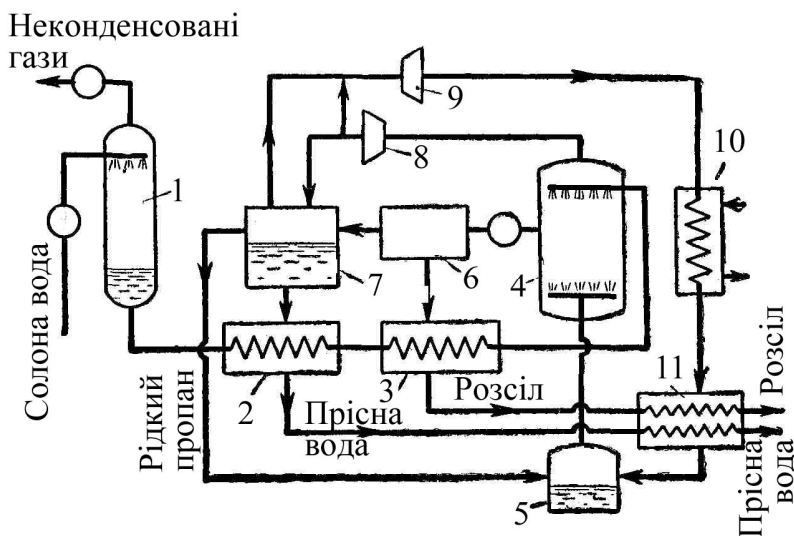 Неконденсовані
гази
9
8
10
1
6
4
7
Солона вода
11
Розсіл
2
3
Розсіл
Рідкий
пропан
Прісна
вода
Прісна
вода
5